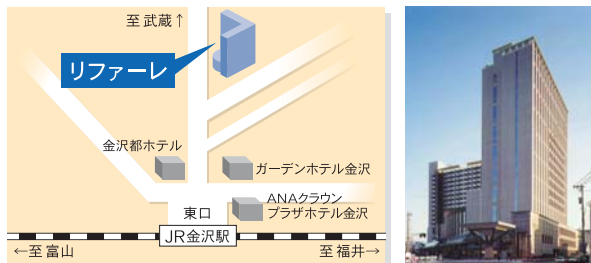 至 武蔵↑
リファーレ
金沢都ホテル
ガーデンホテル金沢
ANAクラウン
プラザホテル金沢
東口
JR金沢駅
←至 富山
至 福井→